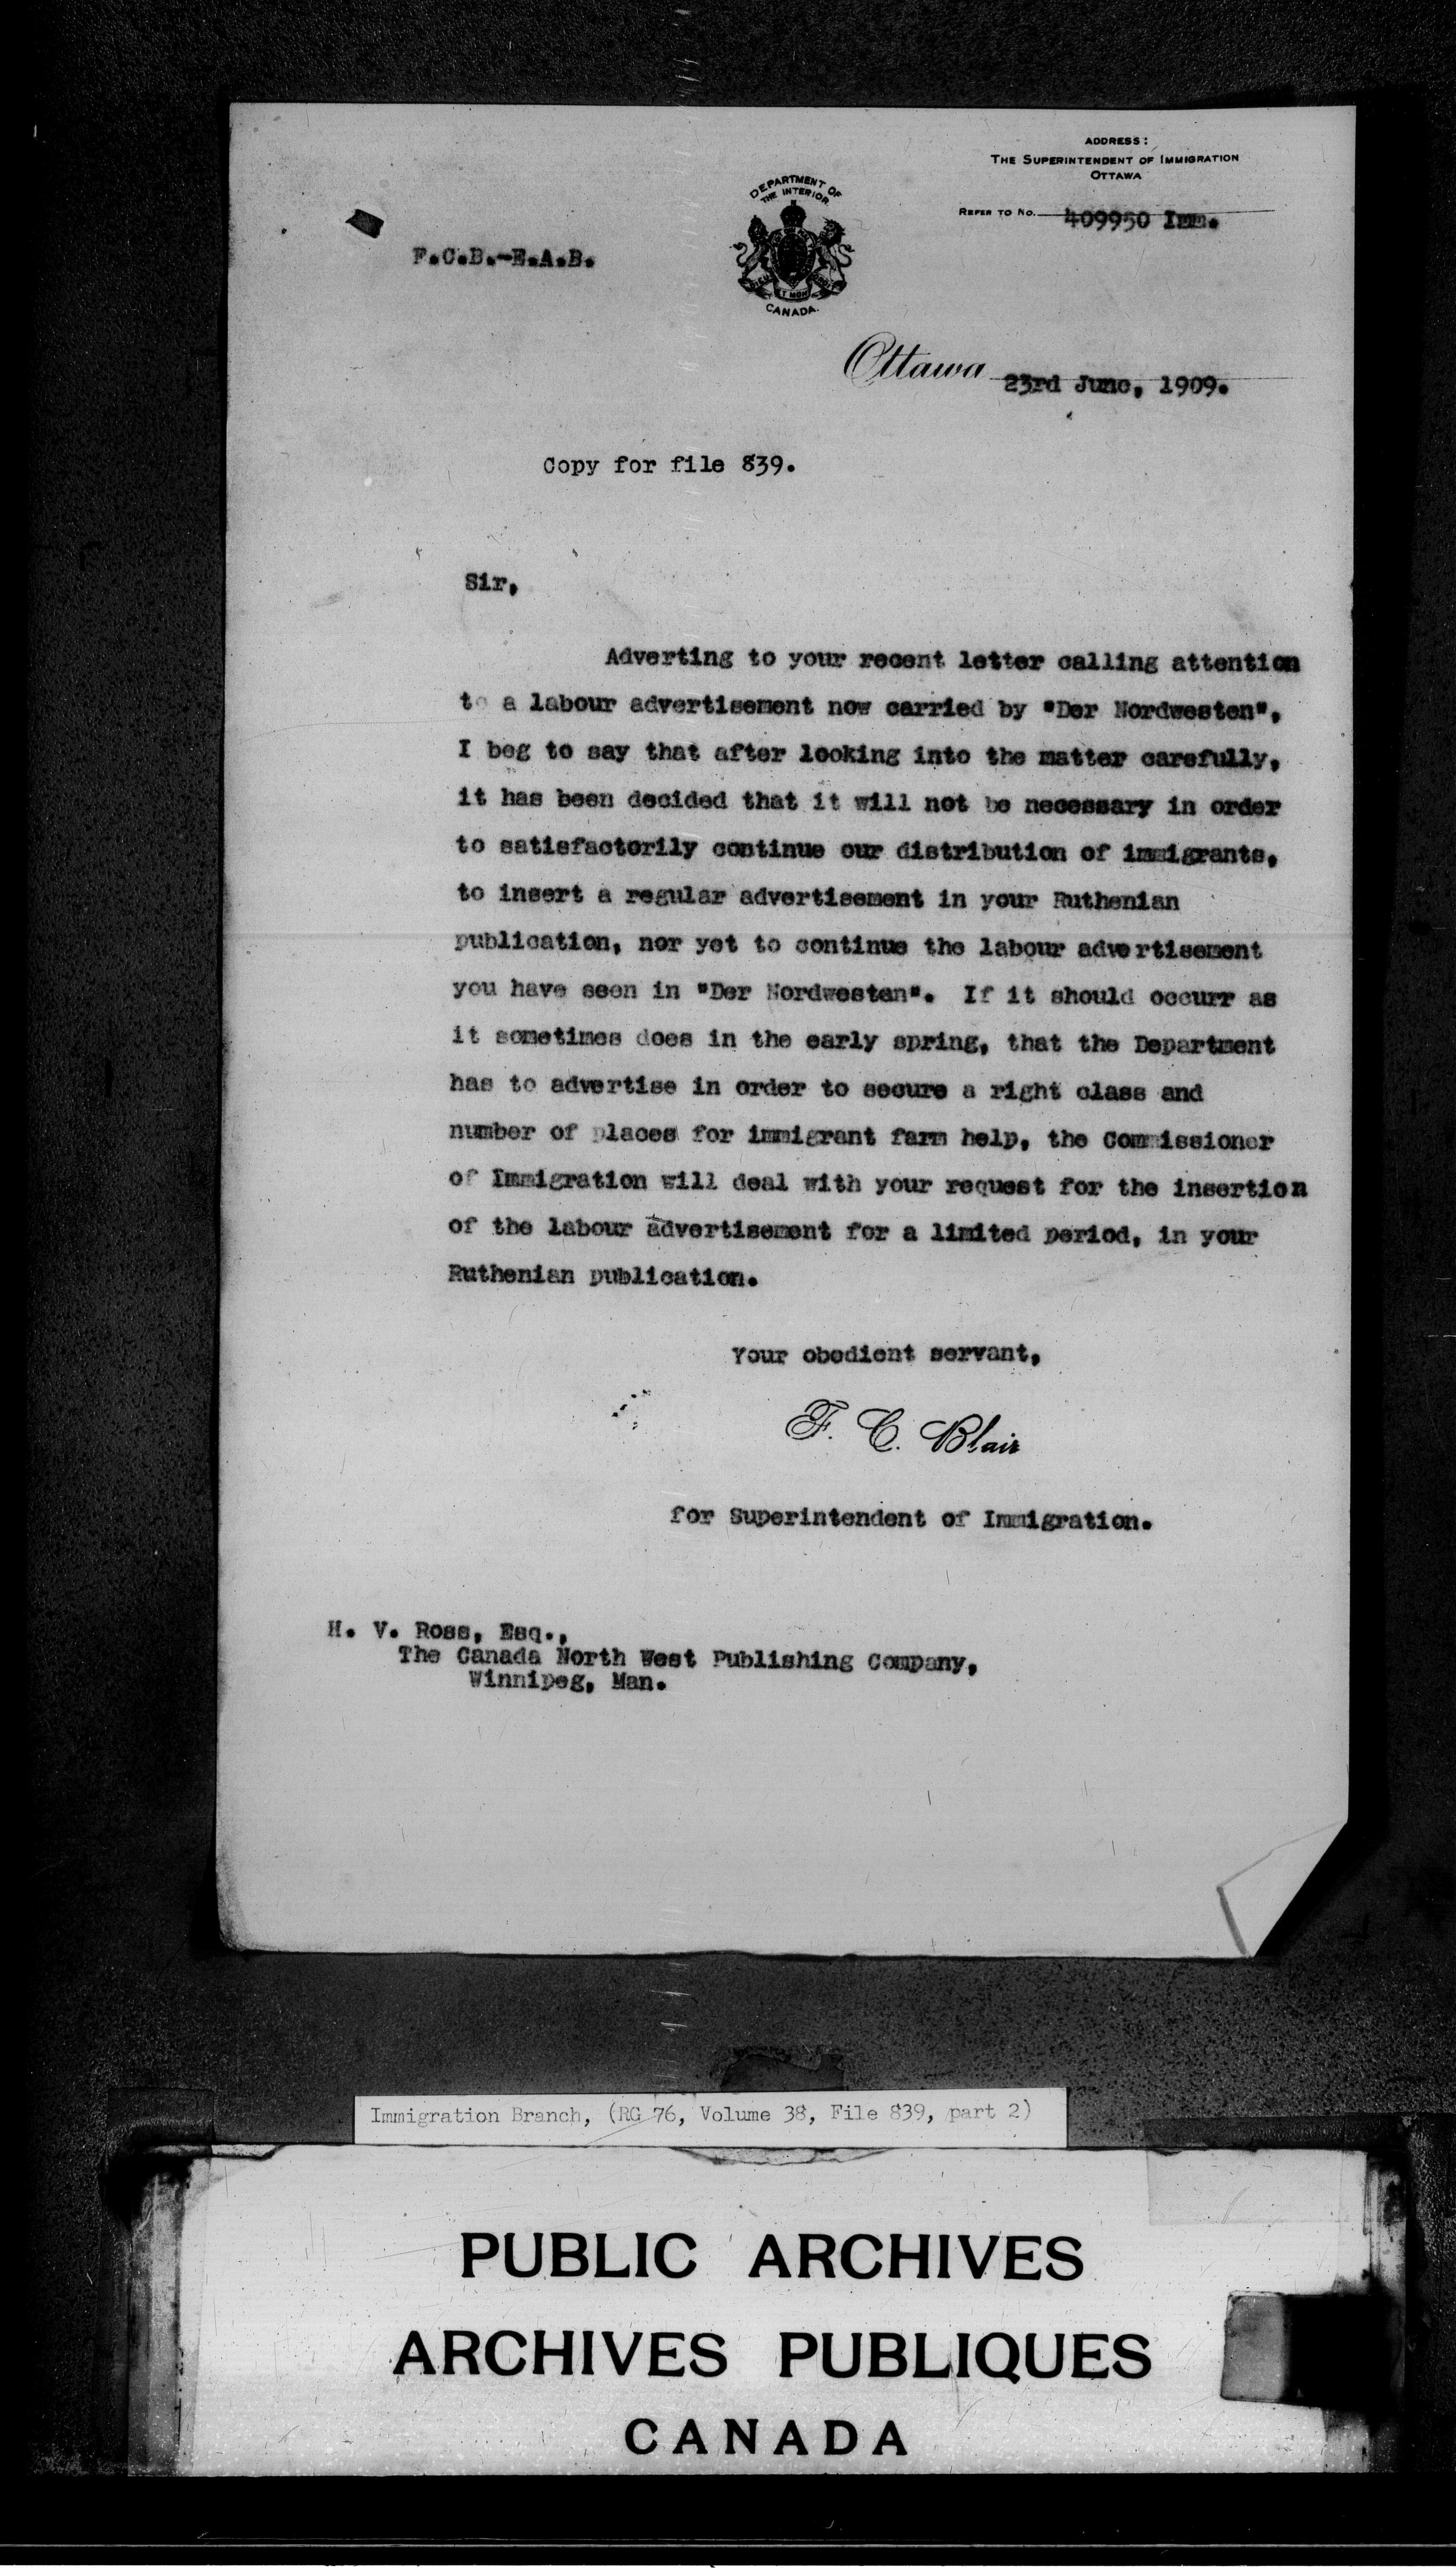 ADDRESS:
THE SUPERINTENDENT OF IMMIGRATION
OTTAWA
REFER TO NO. 409950 Imm.
DEPARTMENT OF
THE INTERIOR
CANADA.
F.C.B.-E.A.B.
Ottawa 23rd June, 1909.
Copy for file 839.
Sir,
Adverting to your recent letter calling attention
to a labour advertisement now carried by "Der Nordwesten",
I beg to say that after looking into the matter carefully,
it has been decided that it will not be necessary in order
to satisfactorily continue our distribution of immigrants,
to insert a regular advertisement in your Ruthenian
publication, nor yet to continue the labour advertisement
you have seen in "Der Nordwesten". If it should occurr as
it sometimes does in the early spring, that the Department
has to advertise in order to secure a right class and
number of places for immigrant farm help, the Commissioner
of Immigration will deal with your request for the insertion
of the labour advertisement for a limited period, in your
Ruthenian publication.
Your obedient servant,
F. C. Blair
for Superintendent of Immigration.
H. V. Ross, Esq.,
The Canada North West Publishing Company,
Winnipeg, Man.
Immigration Branch, (RG 76, Volume 38, File 839, part 2)
PUBLIC ARCHIVES
ARCHIVES PUBLIQUES
CANADA